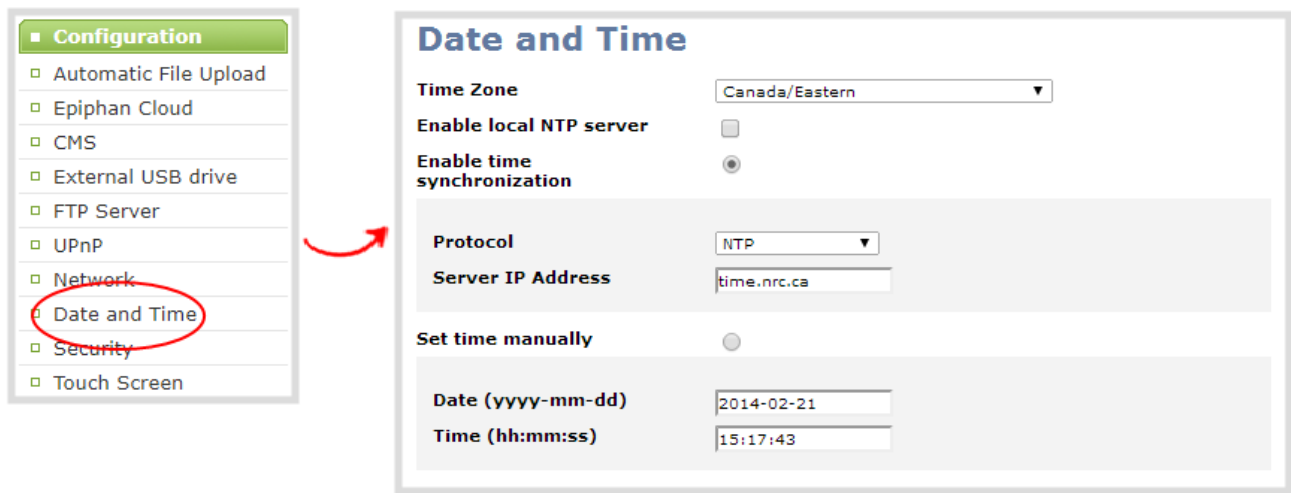 Configuration
Automatic File Upload
Epiphan Cloud
CMS
External USB drive
FTP Server
UPnP
Network
Date and Time
Security
Touch Screen
Date and Time
Time Zone
Canada/Eastern
Enable local NTP server
Enable time
synchronization
Protocol
NTP
Server IP Address
time.nrc.ca
Set time manually
Date (yyyy-mm-dd)
2014-02-21
Time (hh:mm:ss)
15:17:43